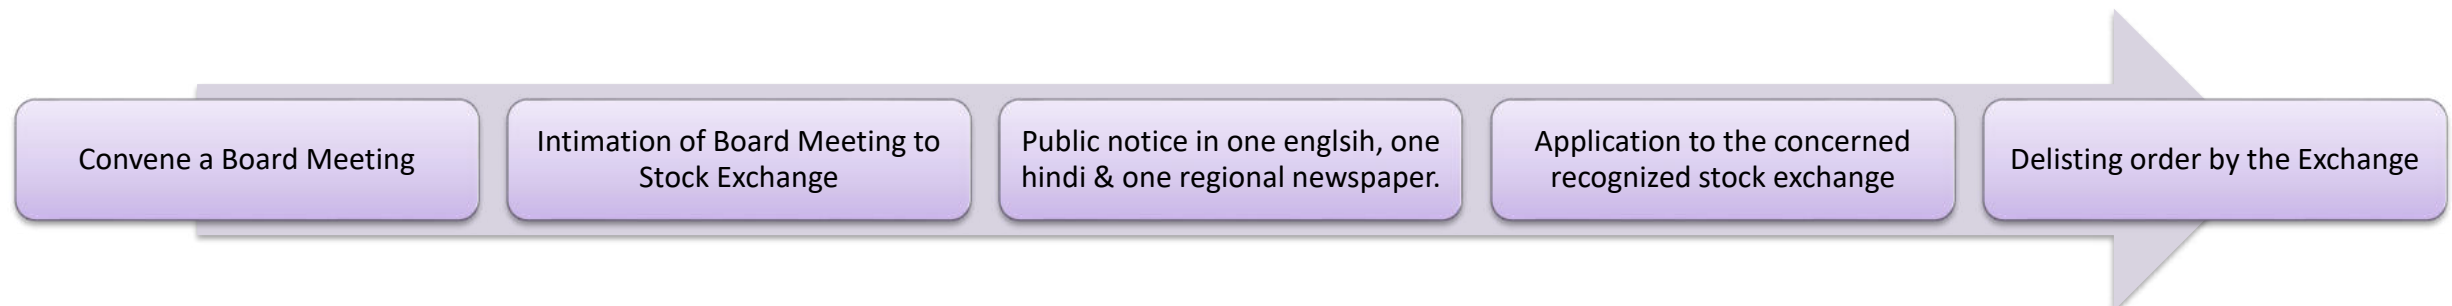 Convene a Board Meeting
Intimation of Board Meeting to
Stock Exchange
Public notice in one englsih, one
hindi & one regional newspaper.
Application to the concerned
recognized stock exchange
Delisting order by the Exchange